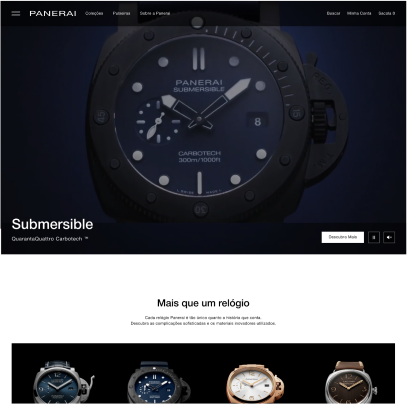 PANERAI Coleções Panerista Sobre a Panerai Buscar Minha Conta Sacola 0
PANERAI
SUBMERSIBLE
8
CARBOTECH
300m/1000ft
SWISS MADE
Submersible
QuarantaQuattro Carbotech ™
Descubra Mais
Mais que um relógio
Cada relógio Panerai é tão único quanto a história que conta.
Descubra as complicações sofisticadas e os materiais inovadores utilizados.